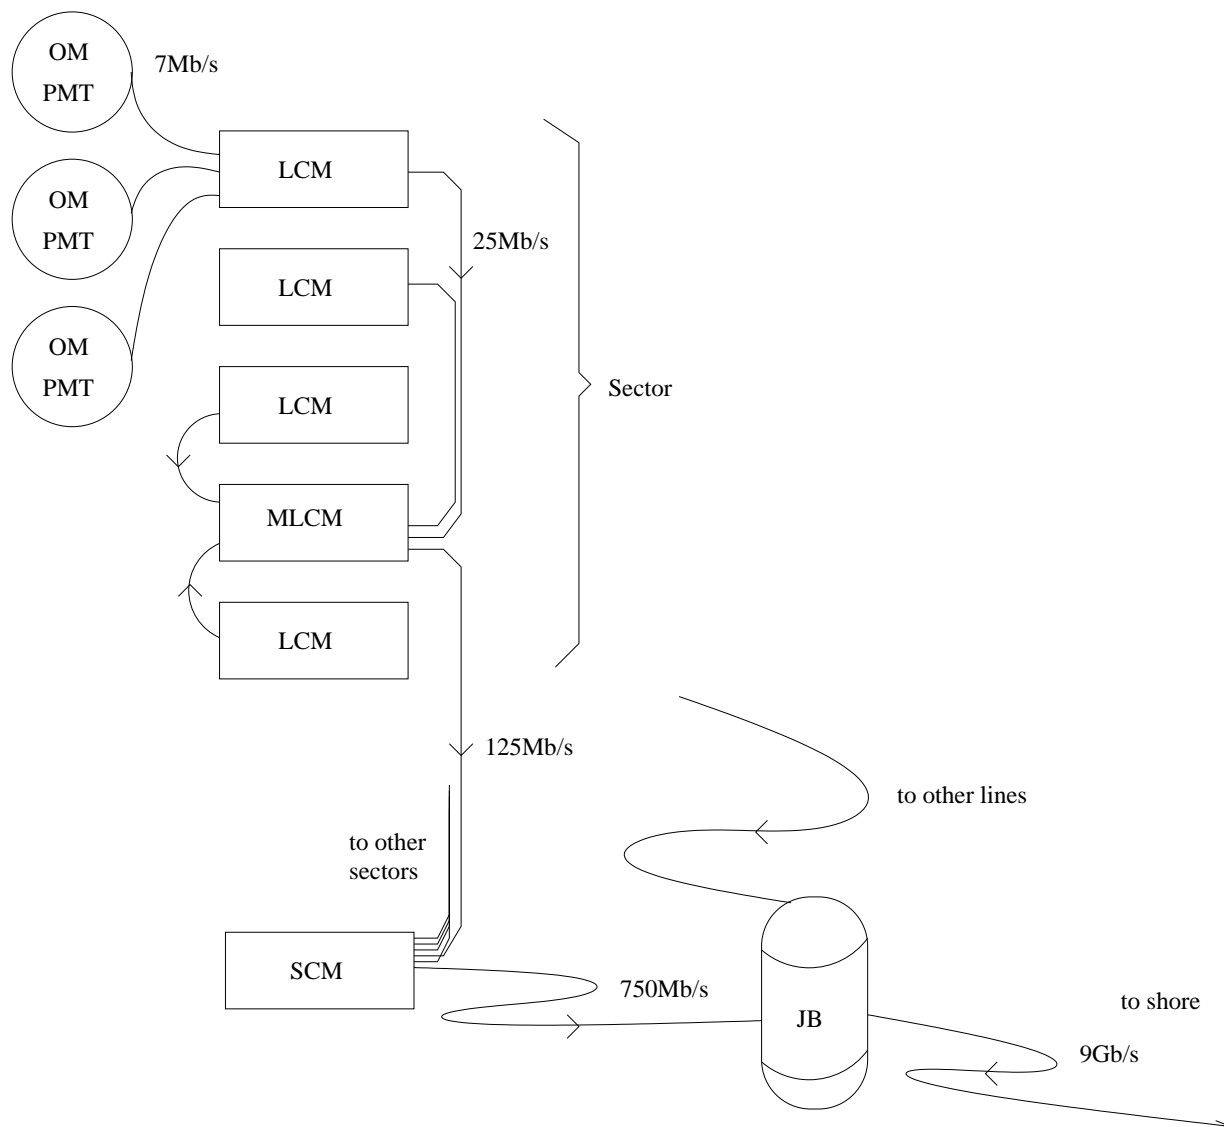 OM
PMT
7Mb/s
LCM
OM
PMT
25Mb/s
LCM
OM
PMT
LCM
Sector
MLCM
LCM
125Mb/s
to other lines
to other
sectors
SCM
750Mb/s
JB
to shore
9Gb/s